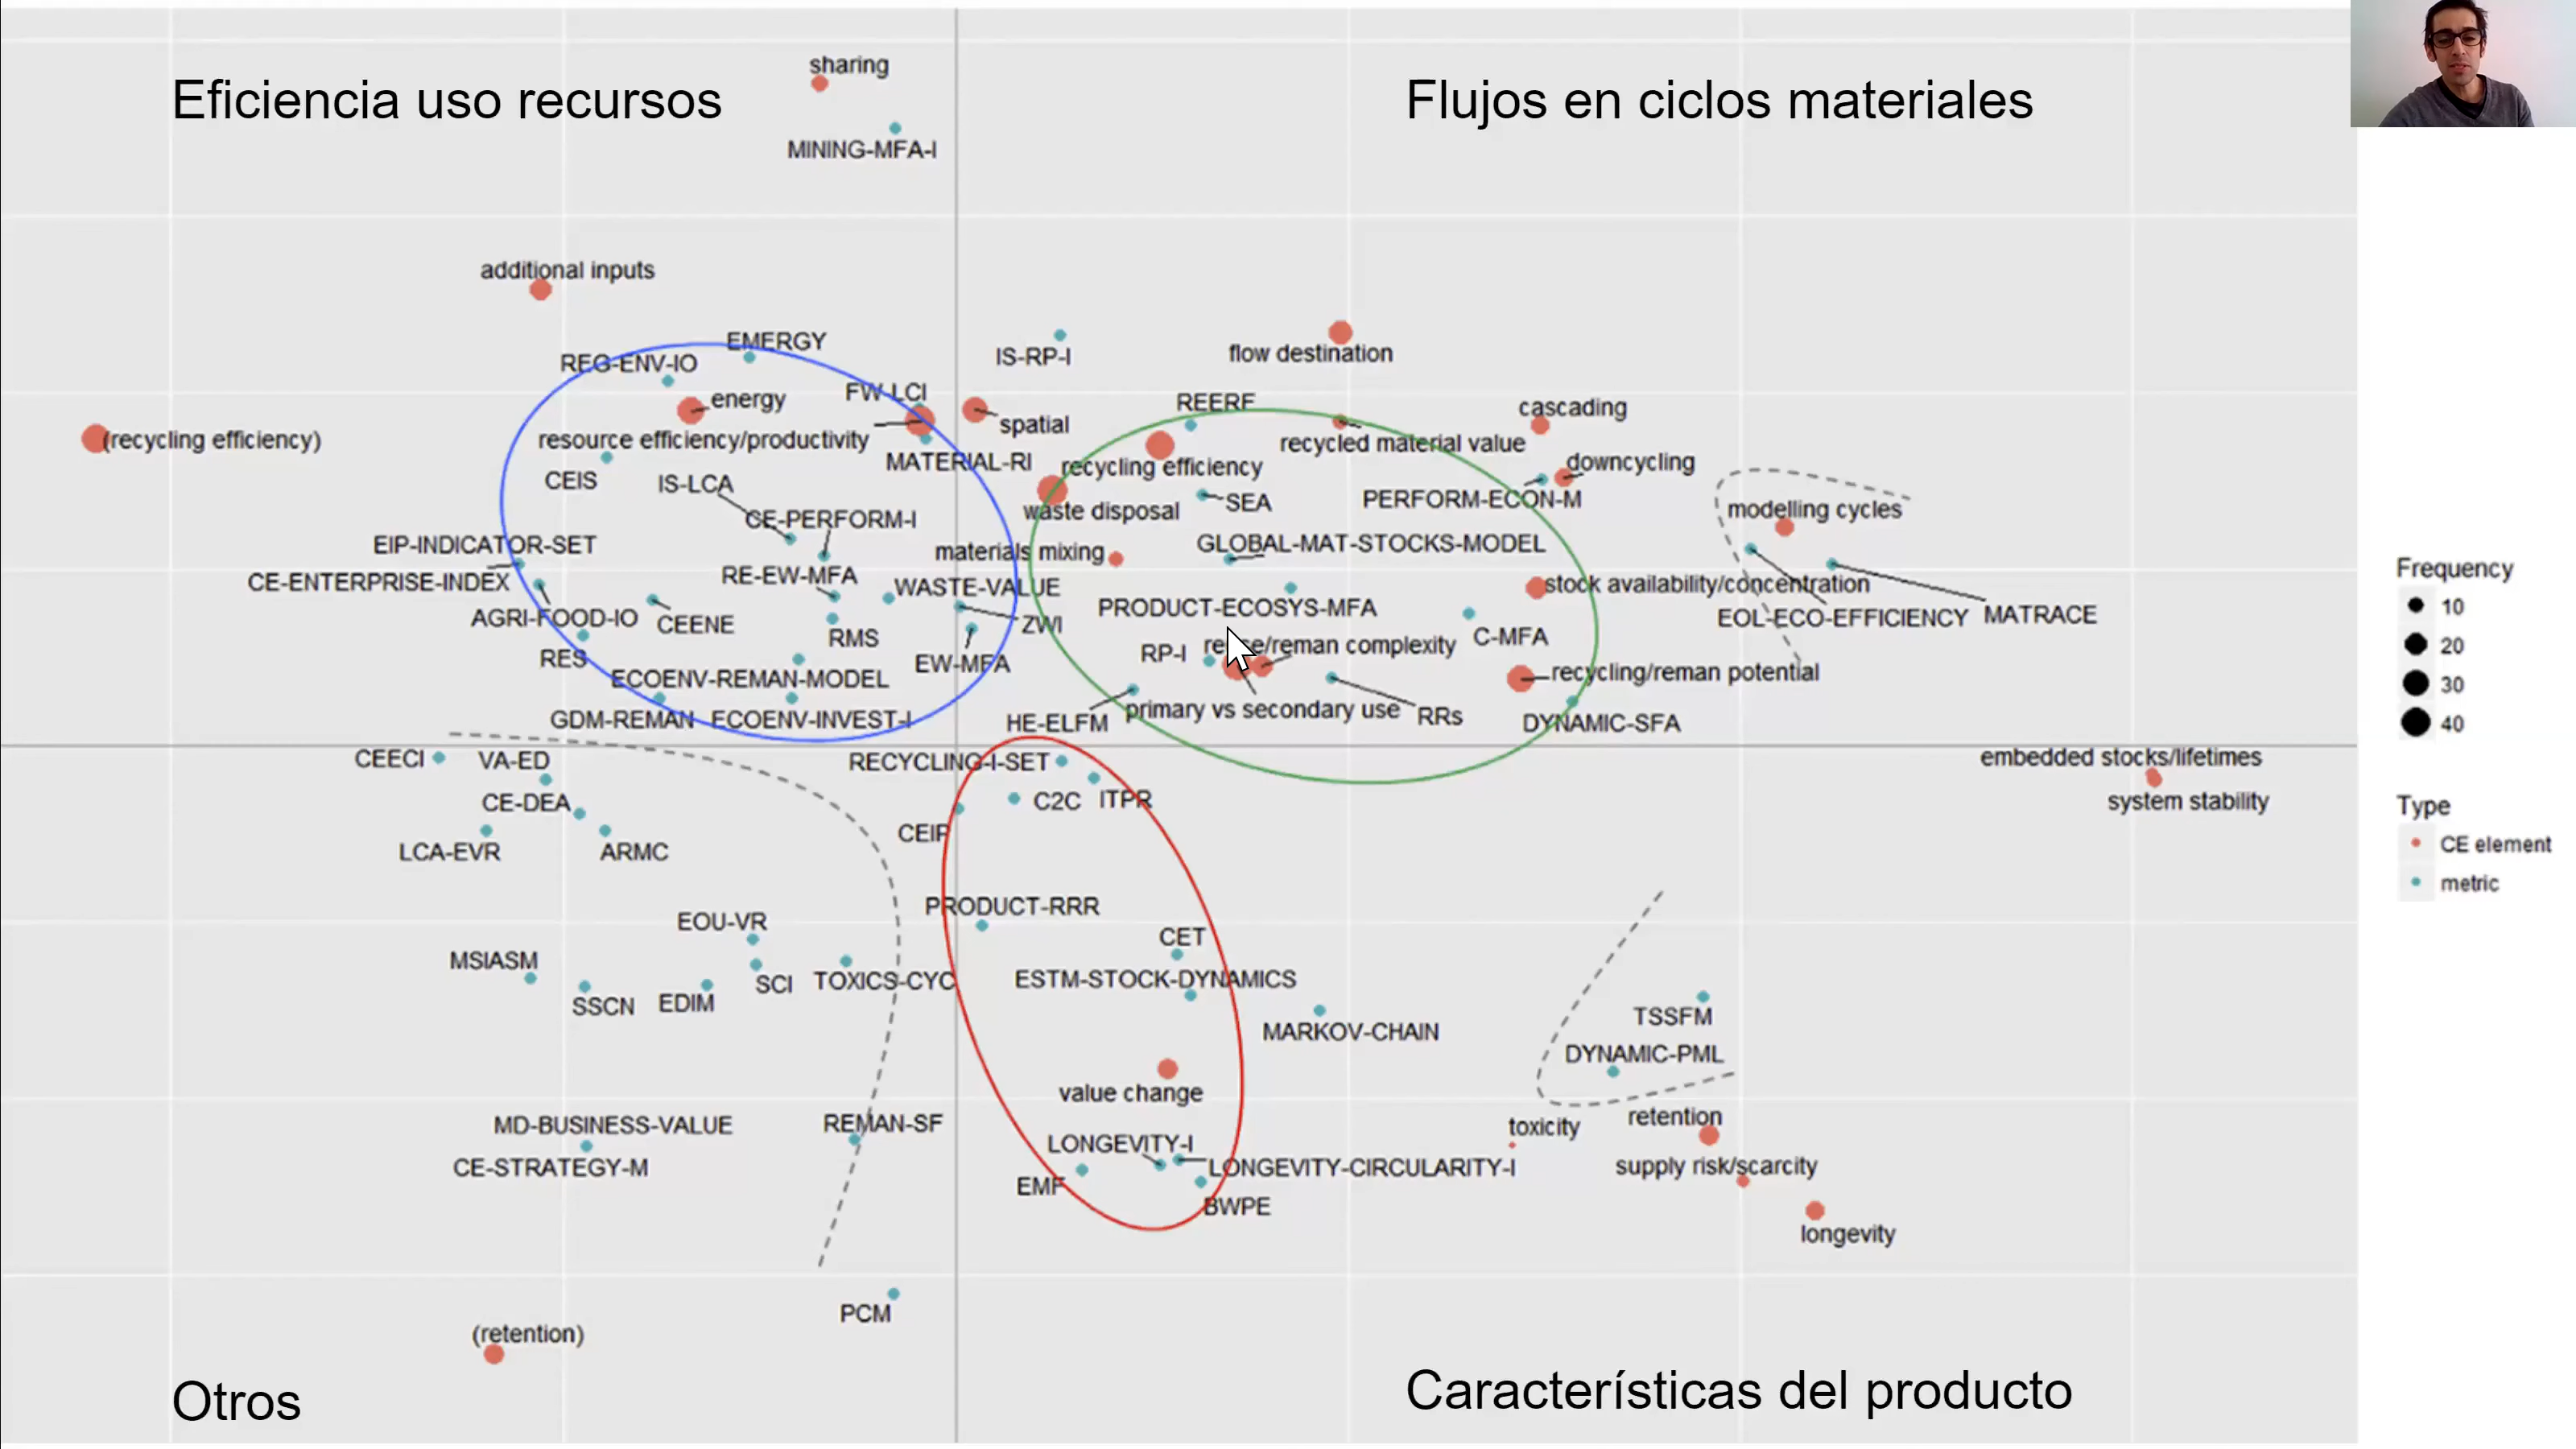 sharing
Eficiencia uso recursos
Flujos en ciclos materiales
MINING-MFA-I
additional inputs
EMERGY
REG-ENV-IO
IS-RP-I
flow destination
energy
FW-LCI
REERF
cascading
spatial
(recycling efficiency)
resource efficiency/productivity
recycled material value
MATERIAL-RI
recycling efficiency
downcycling
CEIS
IS-LCA
SEA
PERFORM-ECON-M
waste disposal
modelling cycles
CE-PERFORM-I
EIP-INDICATOR-SET
materials mixing
GLOBAL-MAT-STOCKS-MODEL
CE-ENTERPRISE-INDEX
RE-EW-MFA
WASTE-VALUE
stock availability/concentration
PRODUCT-ECOSYS-MFA
AGRI-FOOD-IO
CEENE
RMS
ZWI
C-MFA
EOL-ECO-EFFICIENCY
MATRACE
RES
EW-MFA
RP-I
reuse/reman complexity
ECOENV-REMAN-MODEL
recycling/reman potential
GDM-REMAN
ECOENV-INVEST-I
HE-ELFM
primary vs secondary use
RRs
DYNAMIC-SFA
CEECI
VA-ED
RECYCLING-I-SET
embedded stocks/lifetimes
CE-DEA
C2C
ITPR
system stability
LCA-EVR
ARMC
CEIP
EOU-VR
PRODUCT-RRR
CET
MSIASM
SSCN
EDIM
SCI
TOXICS-CYC
ESTM-STOCK-DYNAMICS
MARKOV-CHAIN
TSSFM
DYNAMIC-PML
value change
MD-BUSINESS-VALUE
REMAN-SF
toxicity
retention
LONGEVITY-I
CE-STRATEGY-M
LONGEVITY-CIRCULARITY-I
supply risk/scarcity
EMF
BWPE
longevity
PCM
(retention)
Otros
Características del producto
Frequency
10
20
30
40
Type
CE element
metric